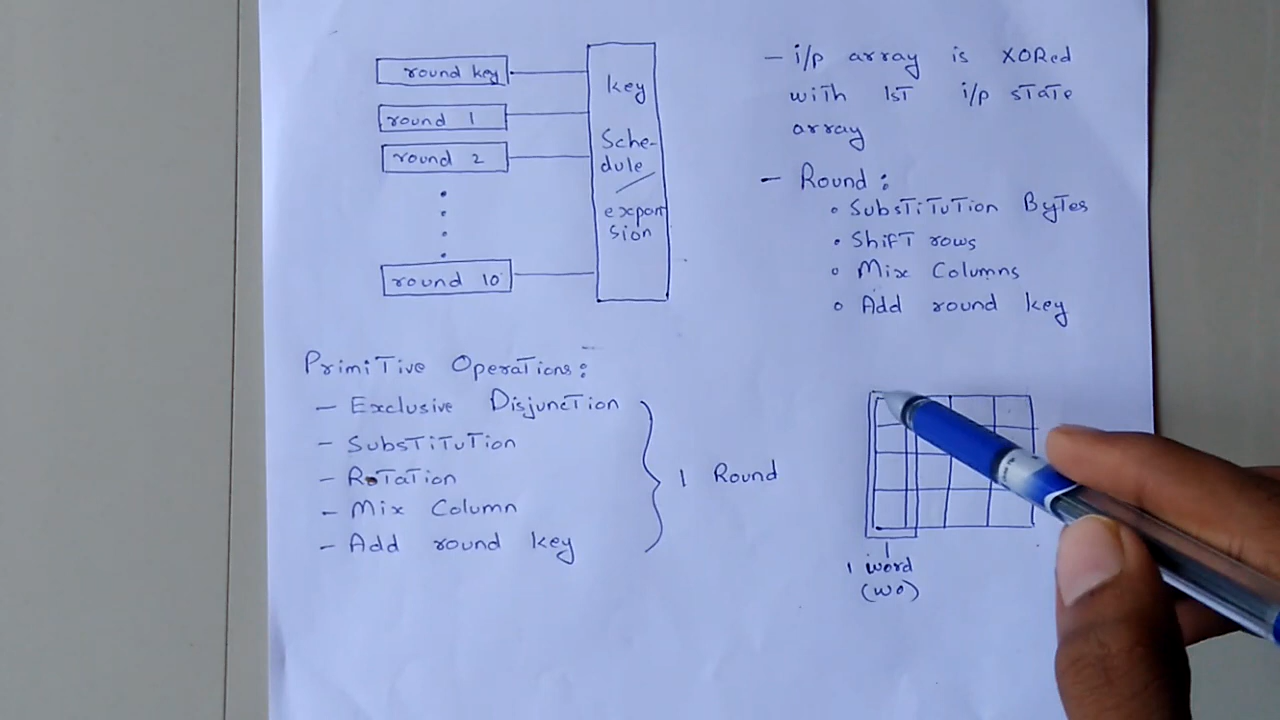 round key
round 1
round 2
round 10
key
Sche-
dule
/
expan
sion
- i/p array is XORed
with 1st i/p state
array
- Round:
• Substitution Bytes
• Shift rows
• Mix Columns
• Add round key
Primitive Operations:
- Exclusive Disjunction
- Substitution
- Rotation
- Mix Column
- Add round key
1 Round
1 word
(w0)